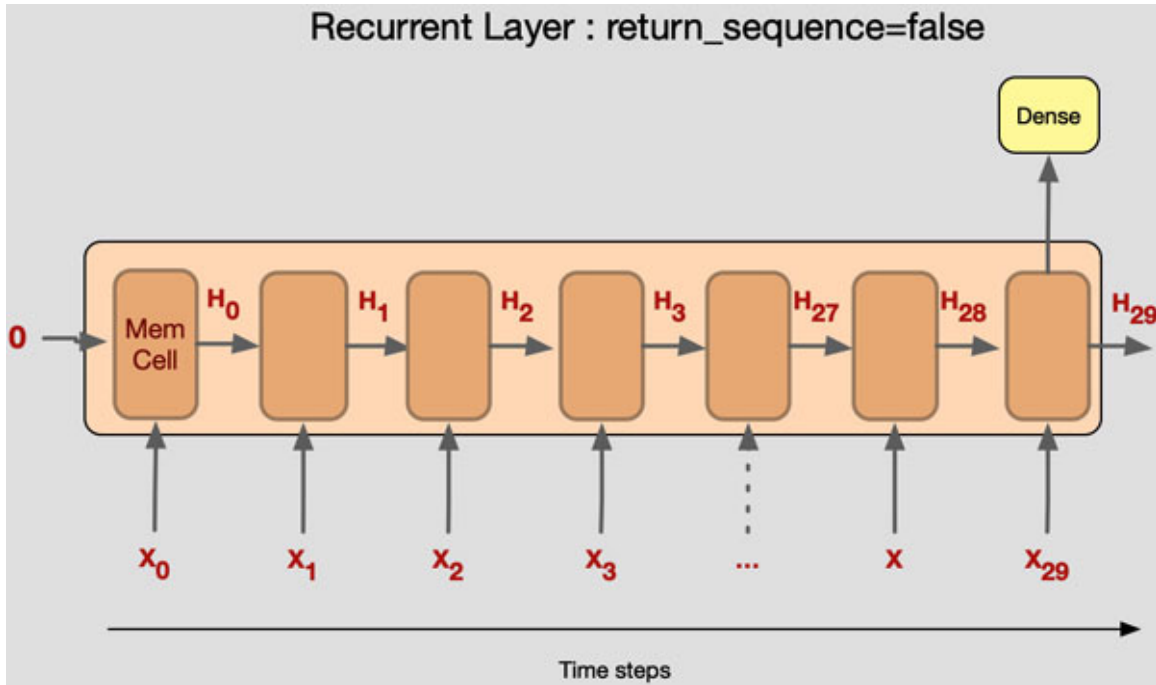 Recurrent Layer : return_sequence=false
Dense
H₀ H₁ H₂ H₃ H₂₇ H₂₈ H₂₉
0 Mem
Cell
X₀ X₁ X₂ X₃ ... X X₂₉
Time steps